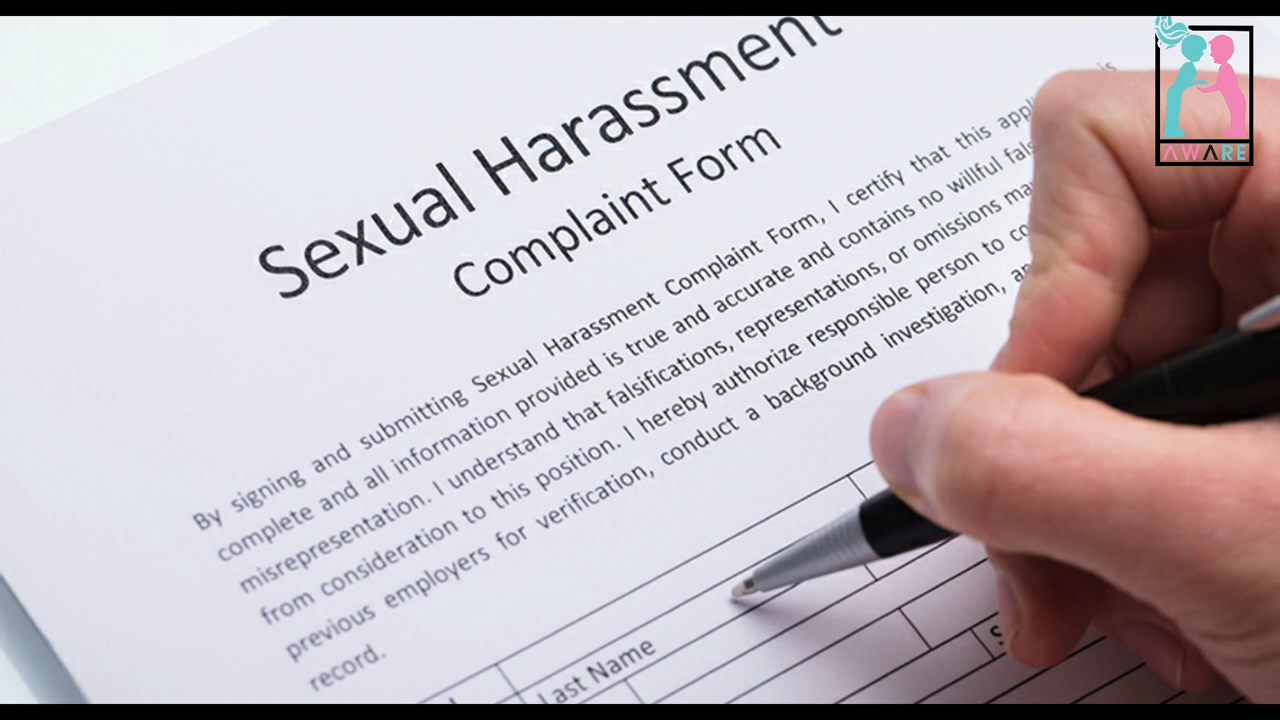 Sexual Harassment
Complaint Form
By signing and submitting Sexual Harassment Complaint Form, I certify that this is
complete and all information provided is true and accurate and contains no willful
misrepresentation. I understand that falsifications, representations, or omissions
from consideration to this position. I hereby authorize responsible person to
previous employers for verification, conduct a background investigation,
record.
Last Name
AWARE